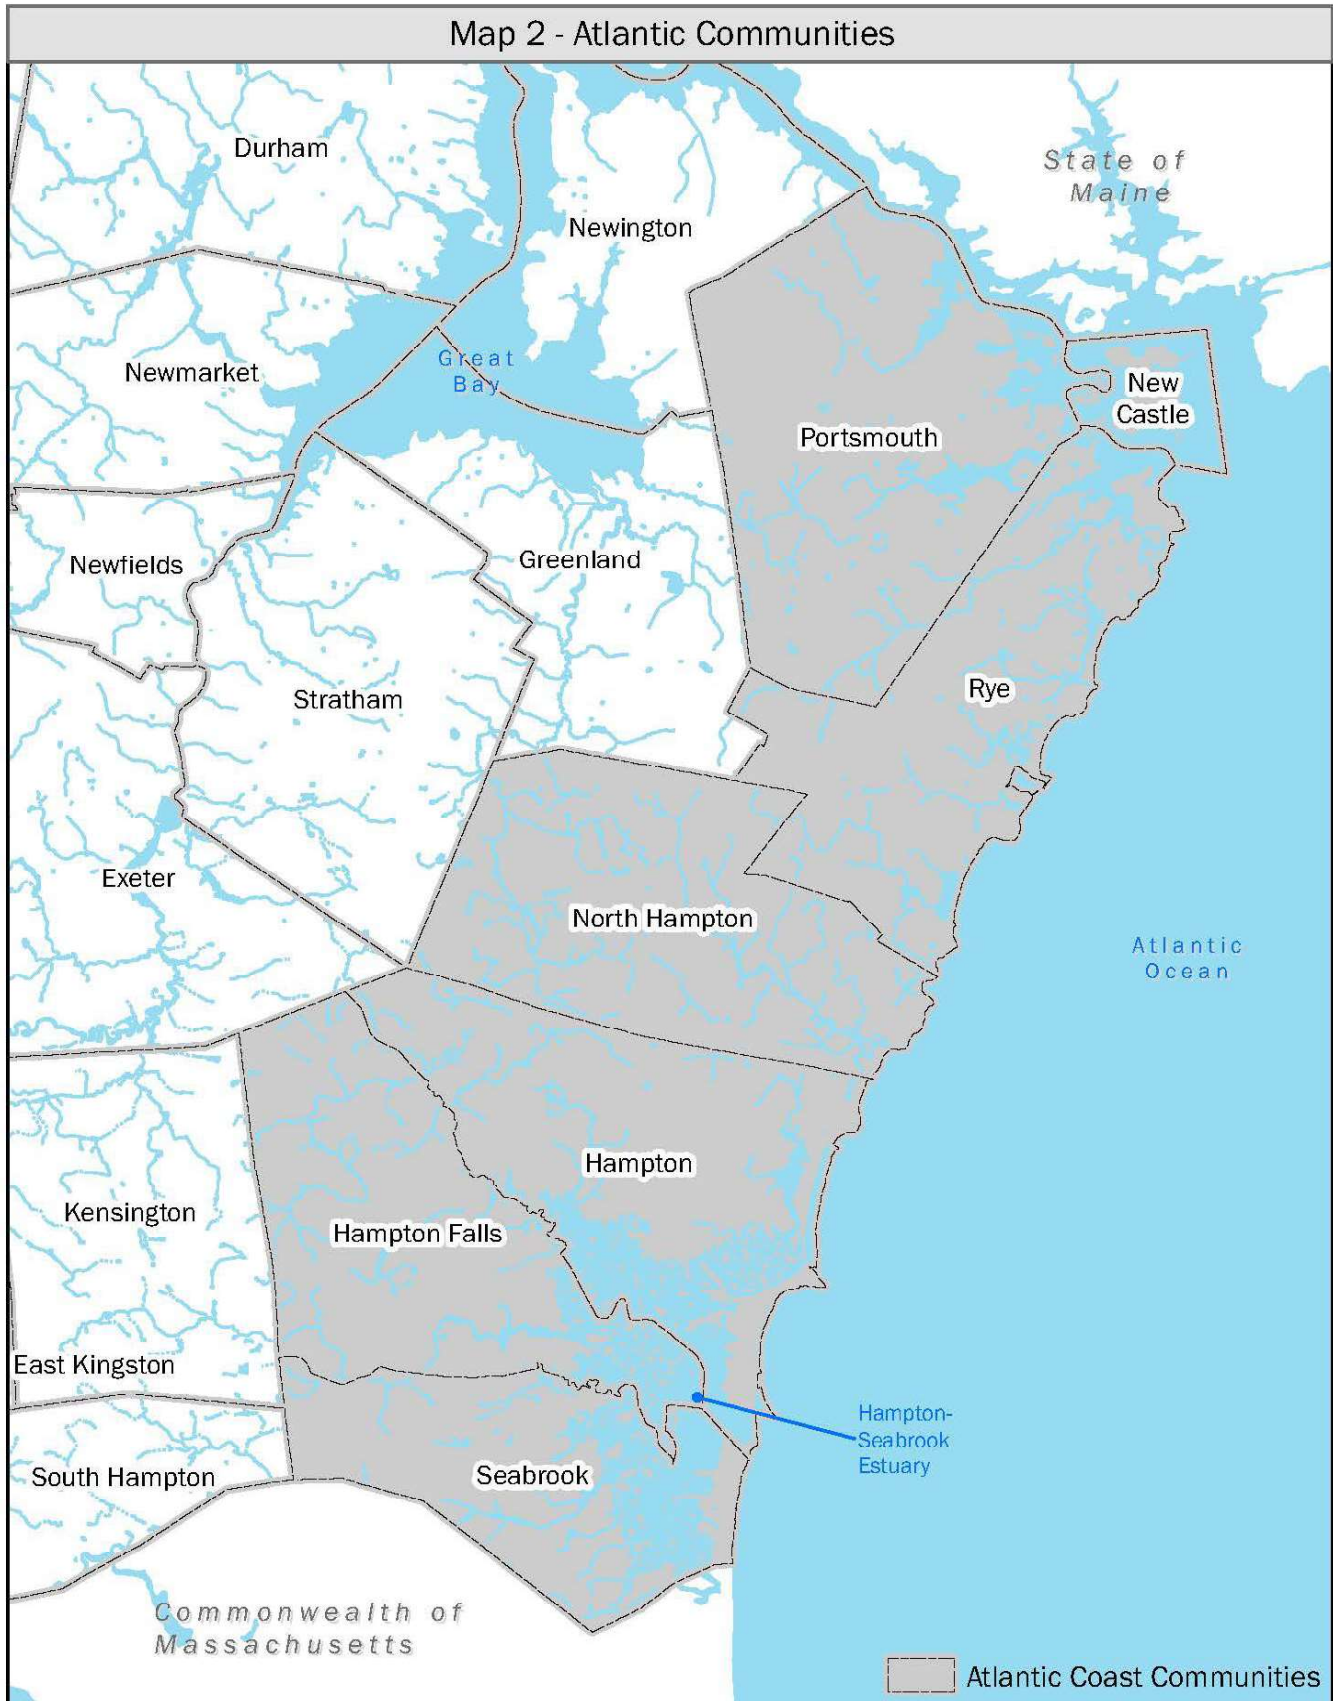 Map 2 - Atlantic Communities
Durham
State of
Maine
Newington
Great
Bay
Newmarket
New
Castle
Portsmouth
Newfields
Greenland
Stratham
Rye
Exeter
North Hampton
Atlantic
Ocean
Hampton
Kensington
Hampton Falls
East Kingston
Hampton-
Seabrook
Estuary
South Hampton
Seabrook
Commonwealth of
Massachusetts
Atlantic Coast Communities